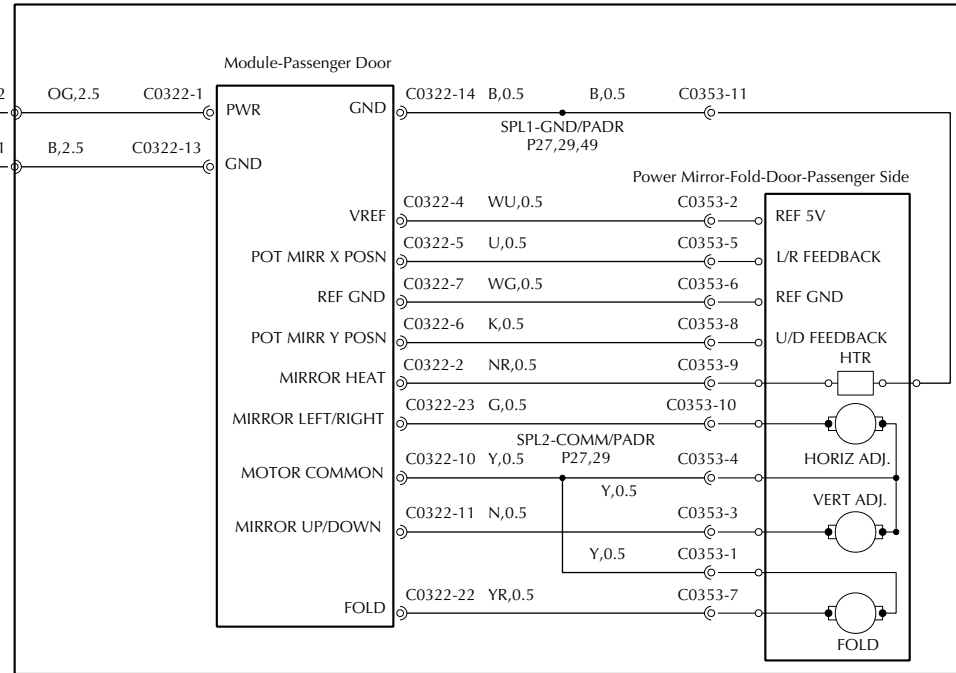 Module-Passenger Door
2 OG,2.5 C0322-1 PWR GND C0322-14 B,0.5 B,0.5 C0353-11
SPL1-GND/PADR
P27,29,49
1 B,2.5 C0322-13 GND
Power Mirror-Fold-Door-Passenger Side
VREF C0322-4 WU,0.5 C0353-2 REF 5V
POT MIRR X POSN C0322-5 U,0.5 C0353-5 L/R FEEDBACK
REF GND C0322-7 WG,0.5 C0353-6 REF GND
POT MIRR Y POSN C0322-6 K,0.5 C0353-8 U/D FEEDBACK
HTR
MIRROR HEAT C0322-2 NR,0.5 C0353-9
MIRROR LEFT/RIGHT C0322-23 G,0.5 C0353-10
SPL2-COMM/PADR
P27,29
HORIZ ADJ.
MOTOR COMMON C0322-10 Y,0.5 C0353-4
Y,0.5
VERT ADJ.
MIRROR UP/DOWN C0322-11 N,0.5 C0353-3
Y,0.5 C0353-1
FOLD C0322-22 YR,0.5 C0353-7
FOLD